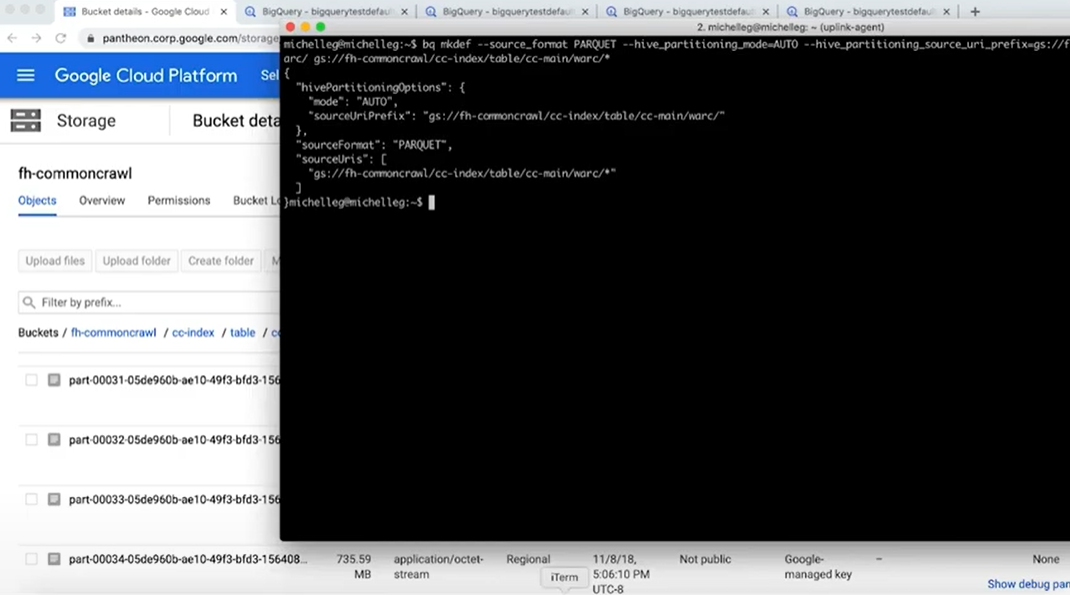 Bucket details - Google Cloud
BigQuery - bigquerytestdefau
BigQuery - bigquerytestdefau
BigQuery - bigquerytestdefau
BigQuery - bigquerytestdefau
pantheon.corp.google.com/storage
Google Cloud Platform
Sel
Storage
Bucket deta
fh-commoncrawl
Objects
Overview
Permissions
Bucket Lo
Upload files
Upload folder
Create folder
M
Filter by prefix...
Buckets / fh-commoncrawl / cc-index / table / cc
part-00031-05de960b-ae10-49f3-bfd3-156
part-00032-05de960b-ae10-49f3-bfd3-156
part-00033-05de960b-ae10-49f3-bfd3-156
part-00034-05de960b-ae10-49f3-bfd3-156408...
735.59
MB
application/octet-
stream
Regional
11/8/18,
5:06:10 PM
UTC-8
Not public
Google-
managed key
–
None
iTerm
Show debug pan
2. michelleg@michelleg: ~ (uplink-agent)
michelleg@michelleg:~$ bq mkdef --source_format PARQUET --hive_partitioning_mode=AUTO --hive_partitioning_source_uri_prefix=gs://f
arc/ gs://fh-commoncrawl/cc-index/table/cc-main/warc/*
{
"hivePartitioningOptions": {
"mode": "AUTO",
"sourceUriPrefix": "gs://fh-commoncrawl/cc-index/table/cc-main/warc/"
},
"sourceFormat": "PARQUET",
"sourceUris": [
"gs://fh-commoncrawl/cc-index/table/cc-main/warc/*"
]
}michelleg@michelleg:~$